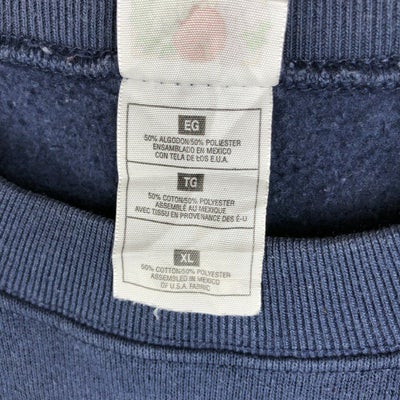 EG
50% ALGODON/50% POLIESTER
ENSAMBLADO EN MEXICO
CON TELA DE LOS E.U.A.
TG
50% COTON/50% POLYESTER
ASSEMBLÉ AU MEXIQUE
AVEC TISSU EN PROVENANCE DES É-U
XL
50% COTTON/50% POLYESTER
ASSEMBLED IN MEXICO
OF U.S.A. FABRIC